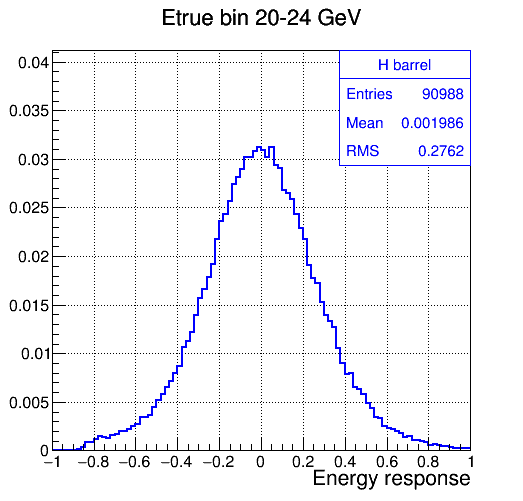 Etrue bin 20-24 GeV
H barrel
Entries 90988
Mean 0.001986
RMS 0.2762
0.04
0.035
0.03
0.025
0.02
0.015
0.01
0.005
0
−1 −0.8 −0.6 −0.4 −0.2 0 0.2 0.4 0.6 0.8 1
Energy response